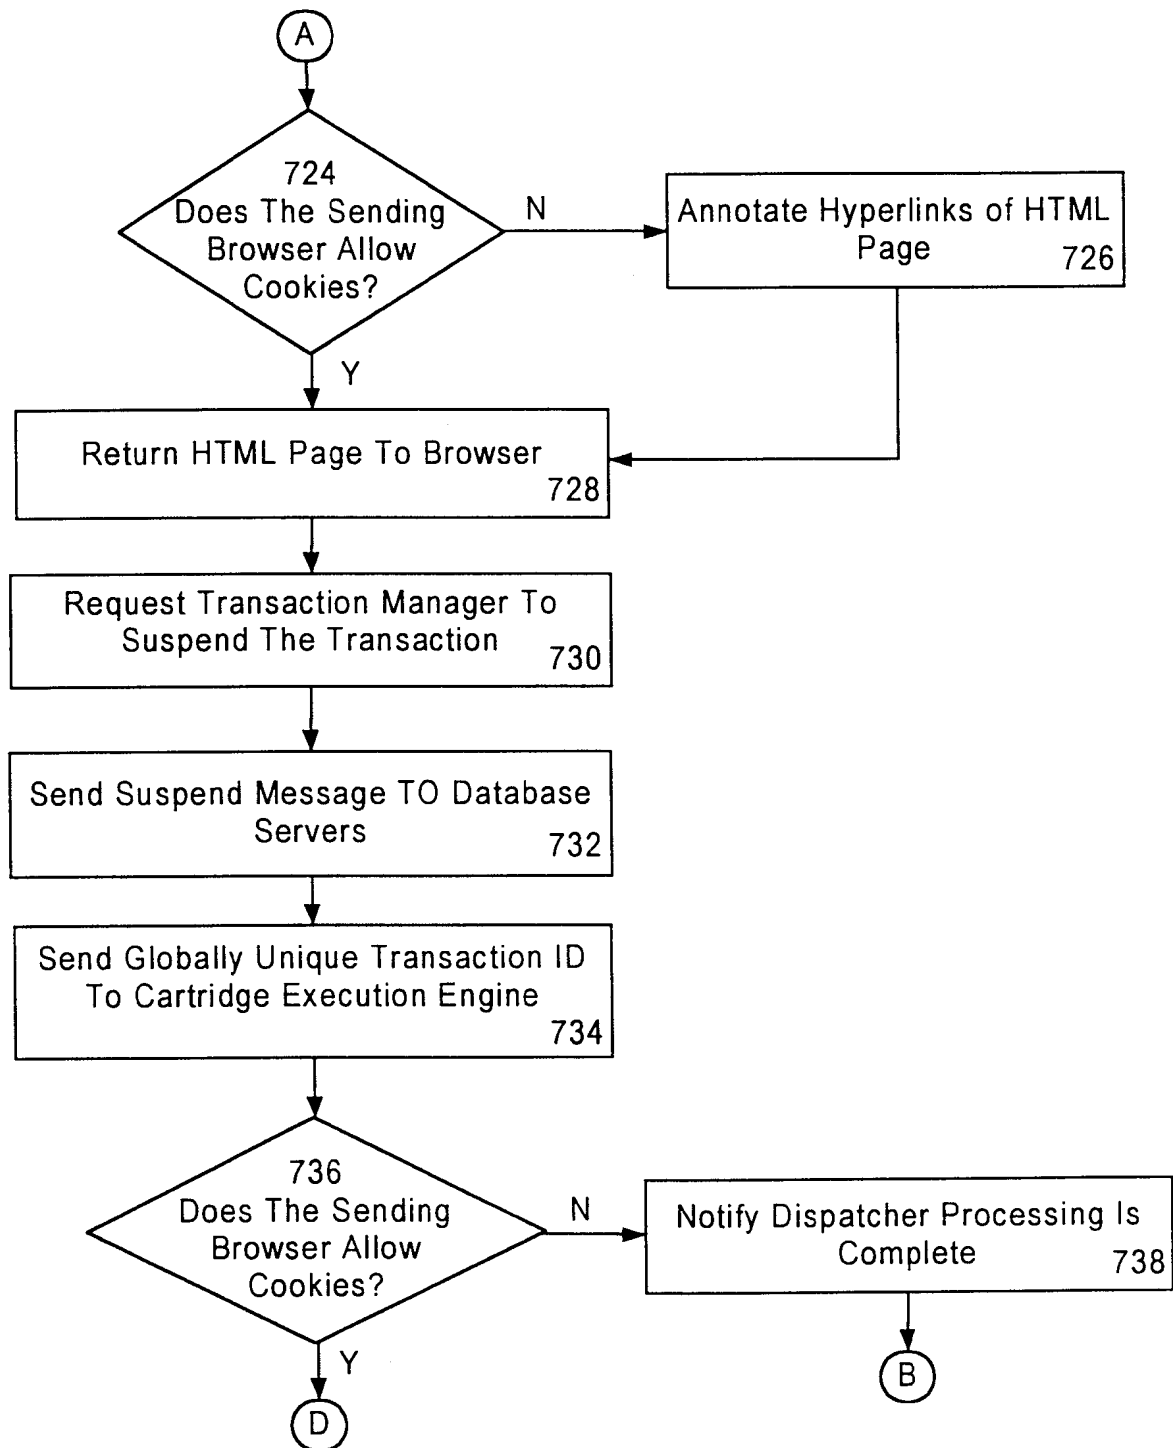 A
724
Does The Sending
Browser Allow
Cookies?
N
Annotate Hyperlinks of HTML
Page
726
Y
Return HTML Page To Browser
728
Request Transaction Manager To
Suspend The Transaction
730
Send Suspend Message TO Database
Servers
732
Send Globally Unique Transaction ID
To Cartridge Execution Engine
734
736
Does The Sending
Browser Allow
Cookies?
N
Notify Dispatcher Processing Is
Complete
738
Y
B
D